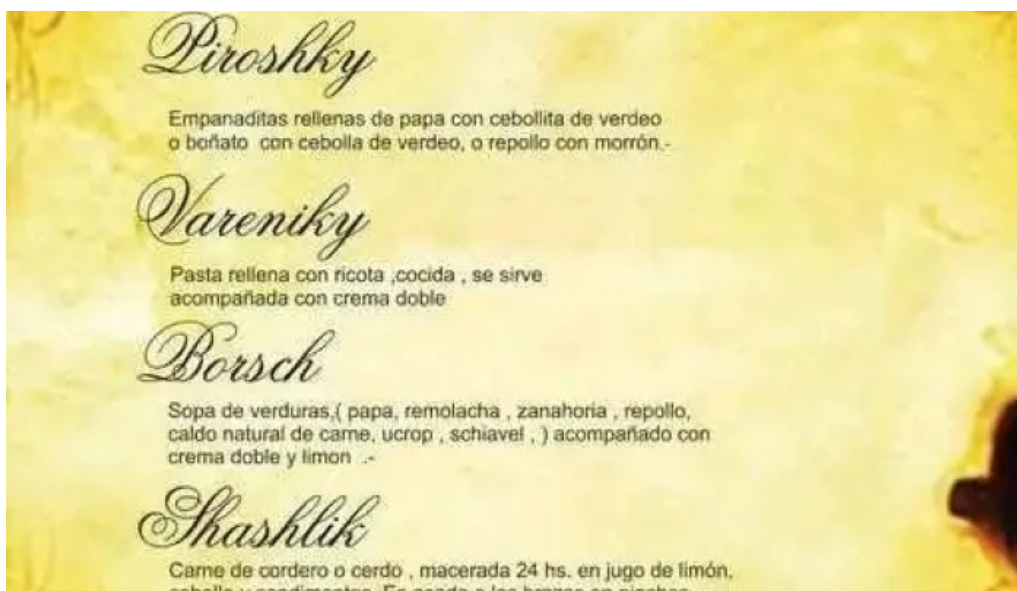 Piroshky
Empanaditas rellenas de papa con cebollita de verdeo
o boñato con cebolla de verdeo, o repollo con morrón.-
Vareniky
Pasta rellena con ricota ,cocida , se sirve
acompañada con crema doble
Borsch
Sopa de verduras,( papa, remolacha , zanahoria , repollo,
caldo natural de carne, ucrop , schiavel , ) acompañado con
crema doble y limon .-
Shashlik
Carne de cordero o cerdo , macerada 24 hs. en jugo de limón,